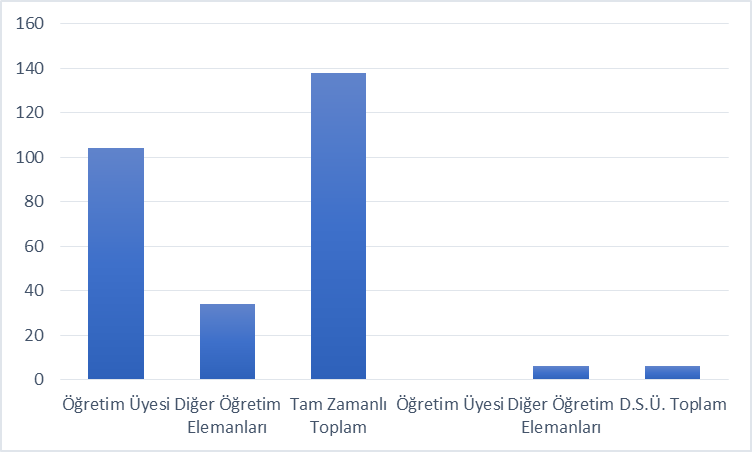 160
140
120
100
80
60
40
20
0
Öğretim Üyesi
Diğer Öğretim
Elemanları
Tam Zamanlı
Toplam
Öğretim Üyesi
Diğer Öğretim
Elemanları
D.S.Ü. Toplam